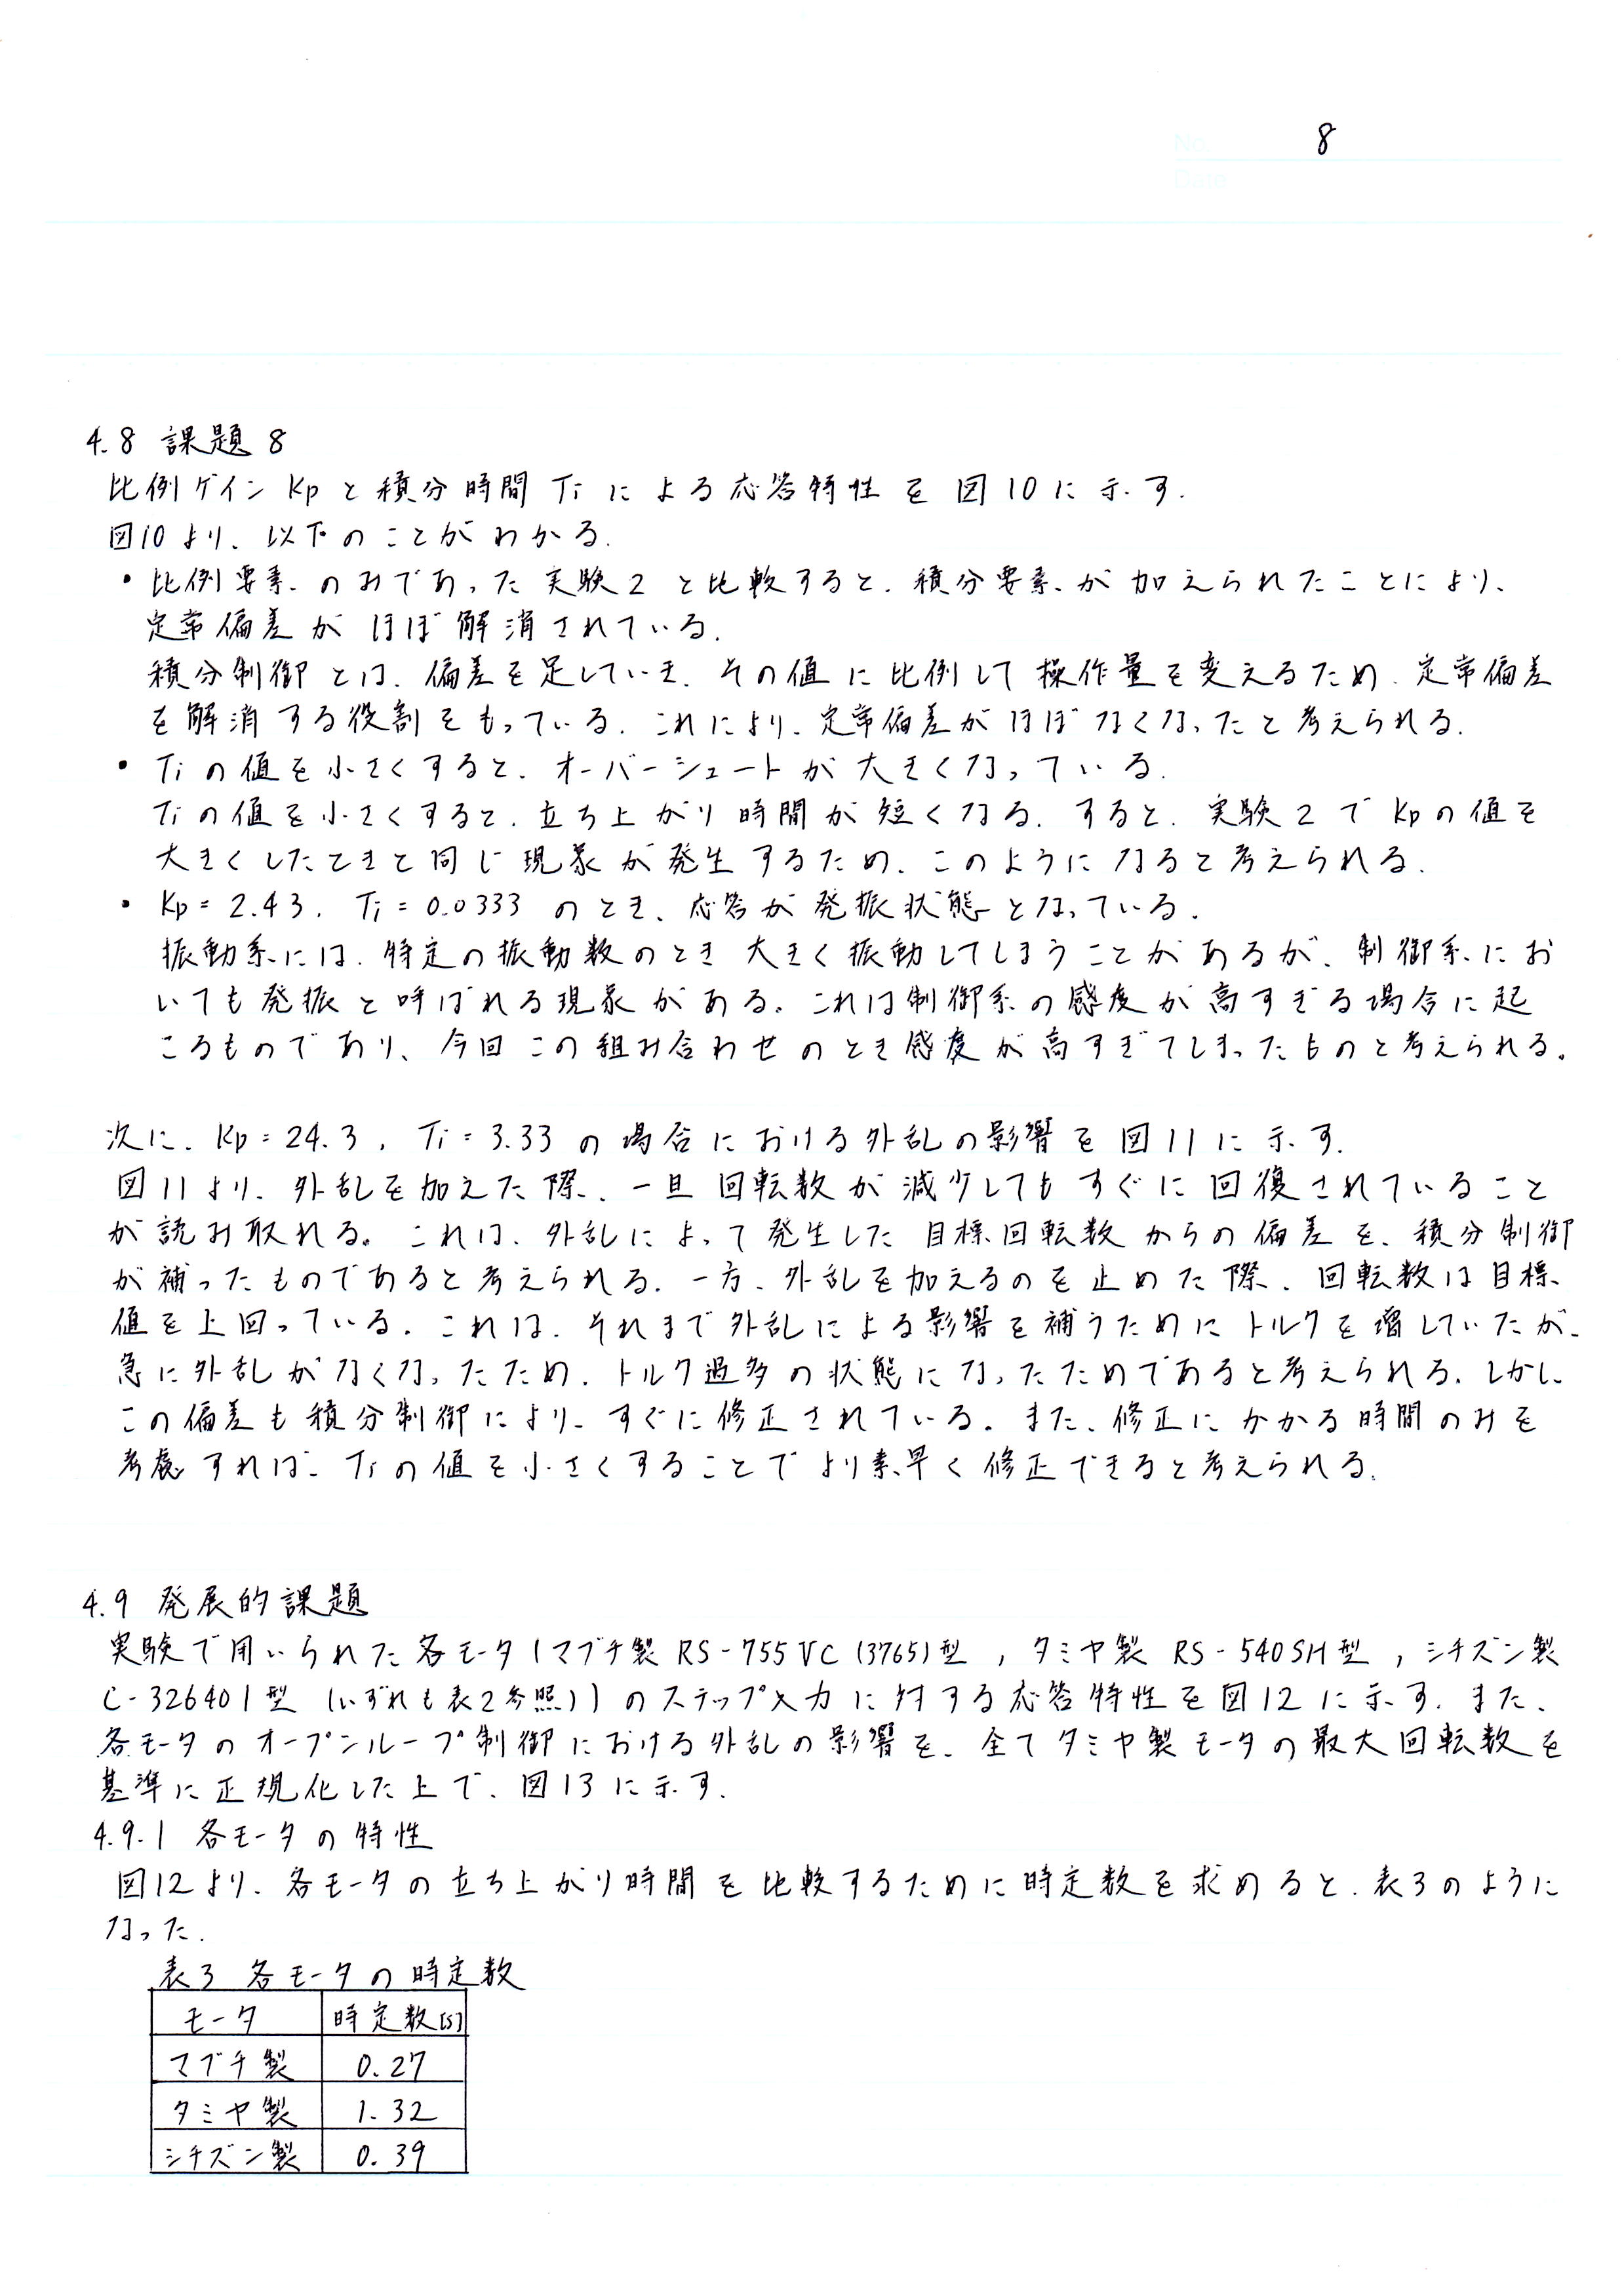 No. 8
Date
4.8 課題8
比例ゲインKpと積分時間Tiによる応答特性を図10に示す.
図10より、以下のことがわかる.
・比例要素のみであった実験2と比較すると、積分要素が加えられたことにより、
定常偏差がほぼ解消されている.
積分制御とは、偏差を足していき、その値に比例して操作量を変えるため、定常偏差
を解消する役割をもっている. これにより、定常偏差がほぼなくなったと考えられる.
・Tiの値を小さくすると、オーバーシュートが大きくなっている.
Tiの値を小さくすると、立ち上がり時間が短くなる. すると、実験2でKpの値を
大きくしたときと同じ現象が発生するため、このようになると考えられる.
・Kp=2.43, Ti=0.0333のとき、応答が発振状態となっている.
振動系には、特定の振動数のとき大きく振動してしまうことがあるが、制御系にお
いても発振と呼ばれる現象がある。これは制御系の感度が高すぎる場合に起
こるものであり、今回この組み合わせのとき感度が高すぎてしまったものと考えられる。
次に、Kp=24.3, Ti=3.33の場合における外乱の影響を図11に示す.
図11より、外乱を加えた際、一旦回転数が減少してもすぐに回復されていること
が読み取れる。これは、外乱によって発生した目標回転数からの偏差を、積分制御
が補ったものであると考えられる. 一方、外乱を加えるのを止めた際、回転数は目標
値を上回っている. これは、それまで外乱による影響を補うためにトルクを増していたが、
急に外乱がなくなったため、トルク過多の状態になったためであると考えられる. しかし、
この偏差も積分制御により、すぐに修正されている。また、修正にかかる時間のみを
考慮すれば、Tiの値を小さくすることでより素早く修正できると考えられる.
4.9 発展的課題
実験で用いられた各モータ(マブチ製RS-755VC(3765)型, タミヤ製 RS-540SH型, シチズン製
C-326401型 (いずれも表2参照))のステップ入力に対する応答特性を図12に示す. また、
各モータのオープンループ制御における外乱の影響を、全てタミヤ製モータの最大回転数を
基準に正規化した上で、図13に示す.
4.9.1 各モータの特性
図12より、各モータの立ち上がり時間を比較するために時定数を求めると、表3のように
なった.
表3 各モータの時定数
モータ 時定数[s]
マブチ製 0.27
タミヤ製 1.32
シチズン製 0.39